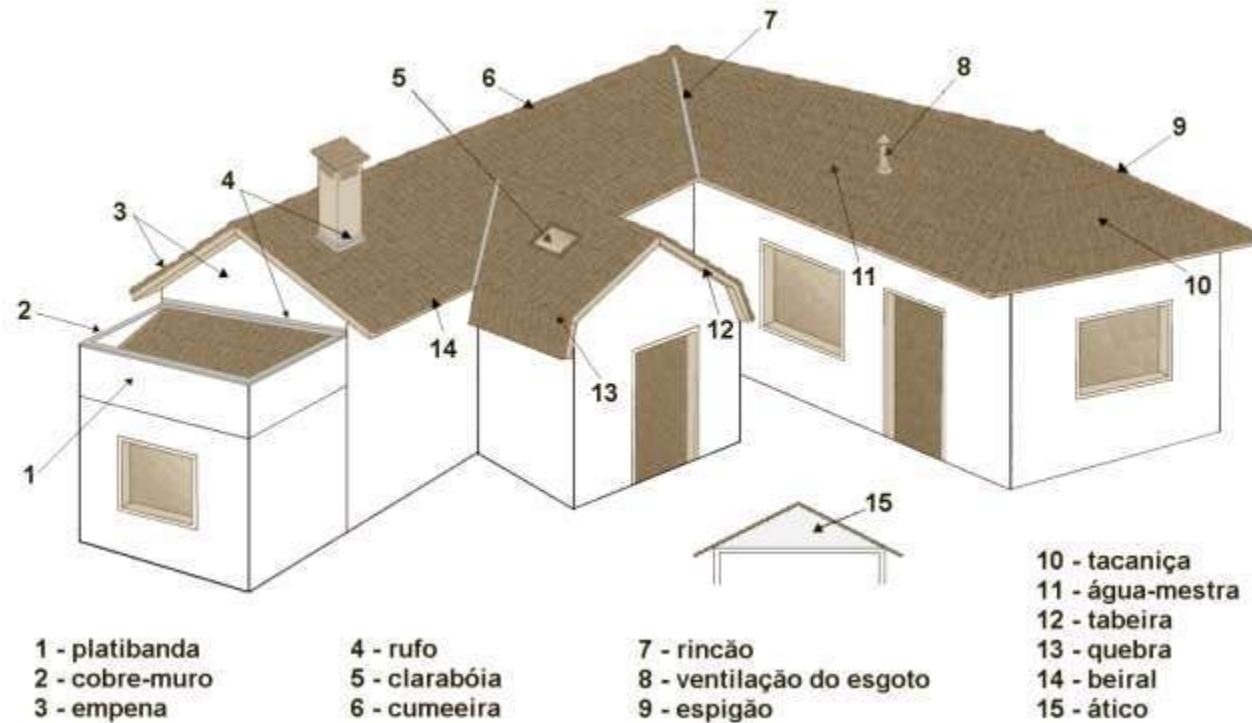 7
8
5
6
9
4
3
2
11
10
12
14
13
1
15
1 - platibanda
2 - cobre-muro
3 - empena
4 - rufo
5 - clarabóia
6 - cumeeira
7 - rincão
8 - ventilação do esgoto
9 - espigão
10 - tacaniça
11 - água-mestra
12 - tabeira
13 - quebra
14 - beiral
15 - ático